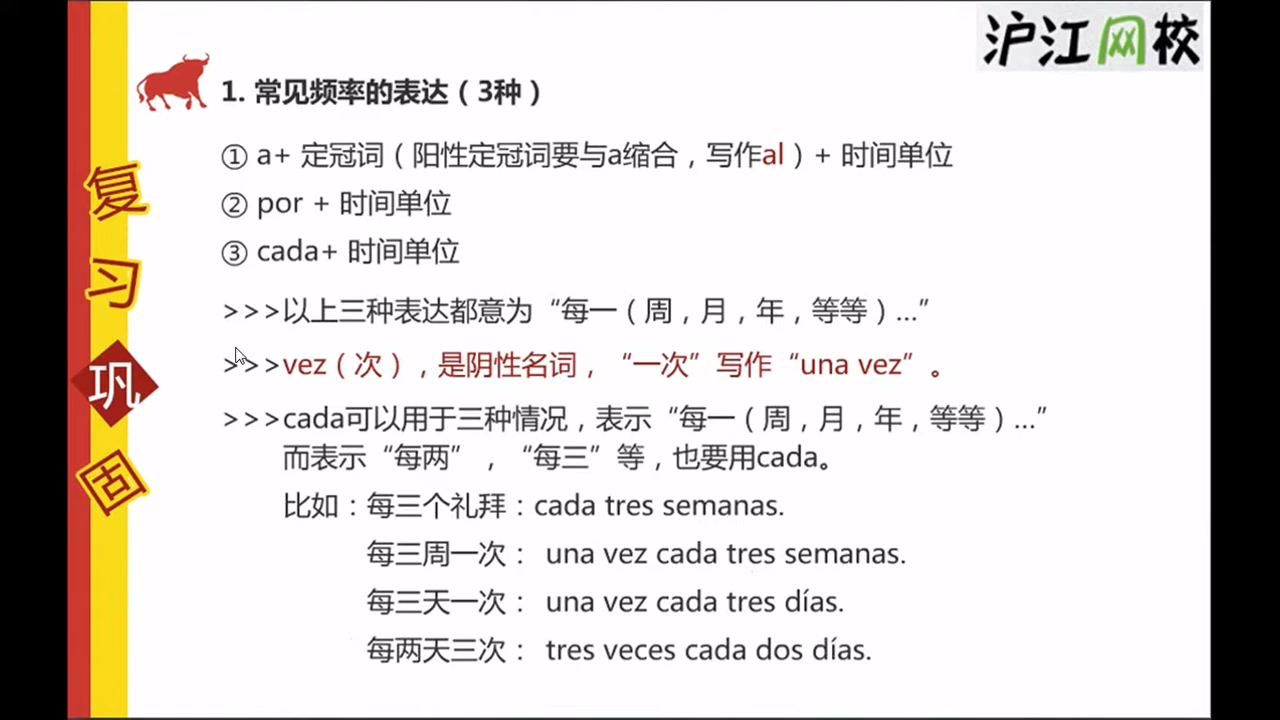 沪江网校
1. 常见频率的表达（3种）
① a+ 定冠词（阳性定冠词要与a缩合，写作al）+ 时间单位
② por + 时间单位
③ cada+ 时间单位
>>>以上三种表达都意为“每一（周，月，年，等等）...”
>>>vez（次），是阴性名词，“一次”写作“una vez”。
>>>cada可以用于三种情况，表示“每一（周，月，年，等等）...”
而表示“每两”，“每三”等，也要用cada。
比如：每三个礼拜：cada tres semanas.
每三周一次： una vez cada tres semanas.
每三天一次： una vez cada tres días.
每两天三次： tres veces cada dos días.
复
习
巩
固